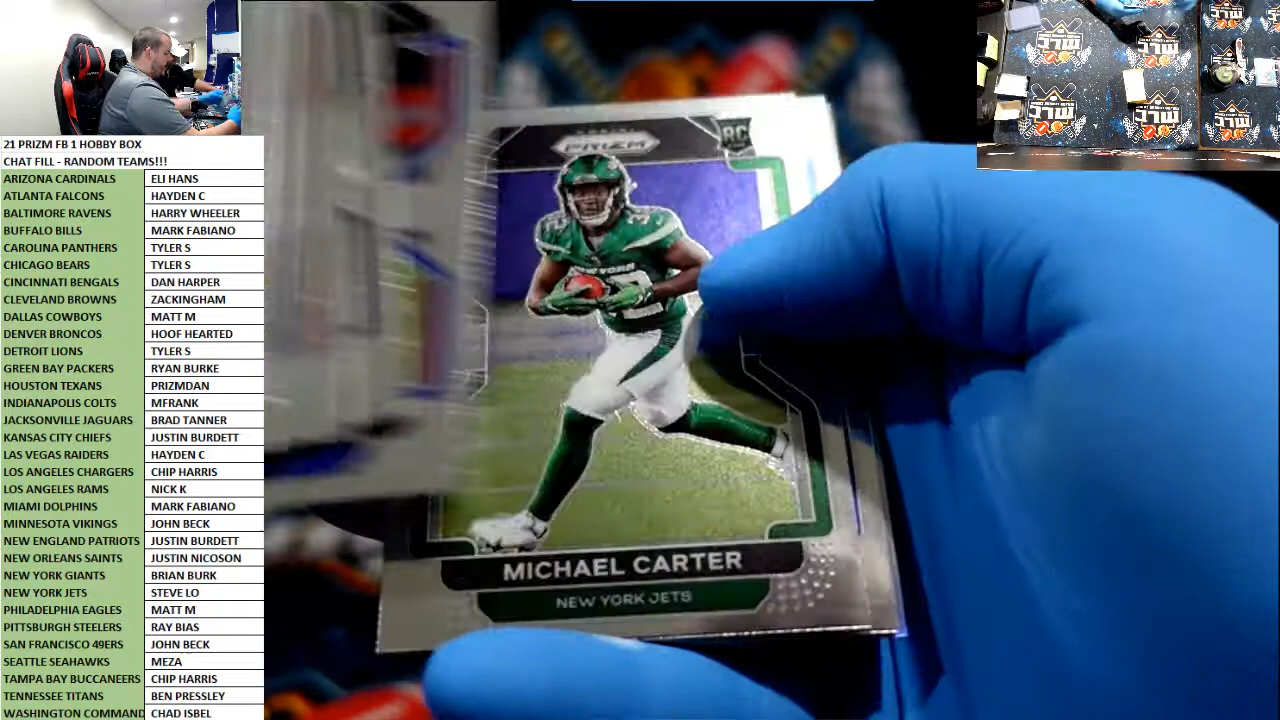 21 PRIZM FB 1 HOBBY BOX
CHAT FILL - RANDOM TEAMS!!!
ARIZONA CARDINALS ELI HANS
ATLANTA FALCONS HAYDEN C
BALTIMORE RAVENS HARRY WHEELER
BUFFALO BILLS MARK FABIANO
CAROLINA PANTHERS TYLER S
CHICAGO BEARS TYLER S
CINCINNATI BENGALS DAN HARPER
CLEVELAND BROWNS ZACKINGHAM
DALLAS COWBOYS MATT M
DENVER BRONCOS HOOF HEARTED
DETROIT LIONS TYLER S
GREEN BAY PACKERS RYAN BURKE
HOUSTON TEXANS PRIZMDAN
INDIANAPOLIS COLTS MFRANK
JACKSONVILLE JAGUARS BRAD TANNER
KANSAS CITY CHIEFS JUSTIN BURDETT
LAS VEGAS RAIDERS HAYDEN C
LOS ANGELES CHARGERS CHIP HARRIS
LOS ANGELES RAMS NICK K
MIAMI DOLPHINS MARK FABIANO
MINNESOTA VIKINGS JOHN BECK
NEW ENGLAND PATRIOTS JUSTIN BURDETT
NEW ORLEANS SAINTS JUSTIN NICOSON
NEW YORK GIANTS BRIAN BURK
NEW YORK JETS STEVE LO
PHILADELPHIA EAGLES MATT M
PITTSBURGH STEELERS RAY BIAS
SAN FRANCISCO 49ERS JOHN BECK
SEATTLE SEAHAWKS MEZA
TAMPA BAY BUCCANEERS CHIP HARRIS
TENNESSEE TITANS BEN PRESSLEY
WASHINGTON COMMAND CHAD ISBEL
PRIZM
RC
NEW YORK
32
MICHAEL CARTER
NEW YORK JETS